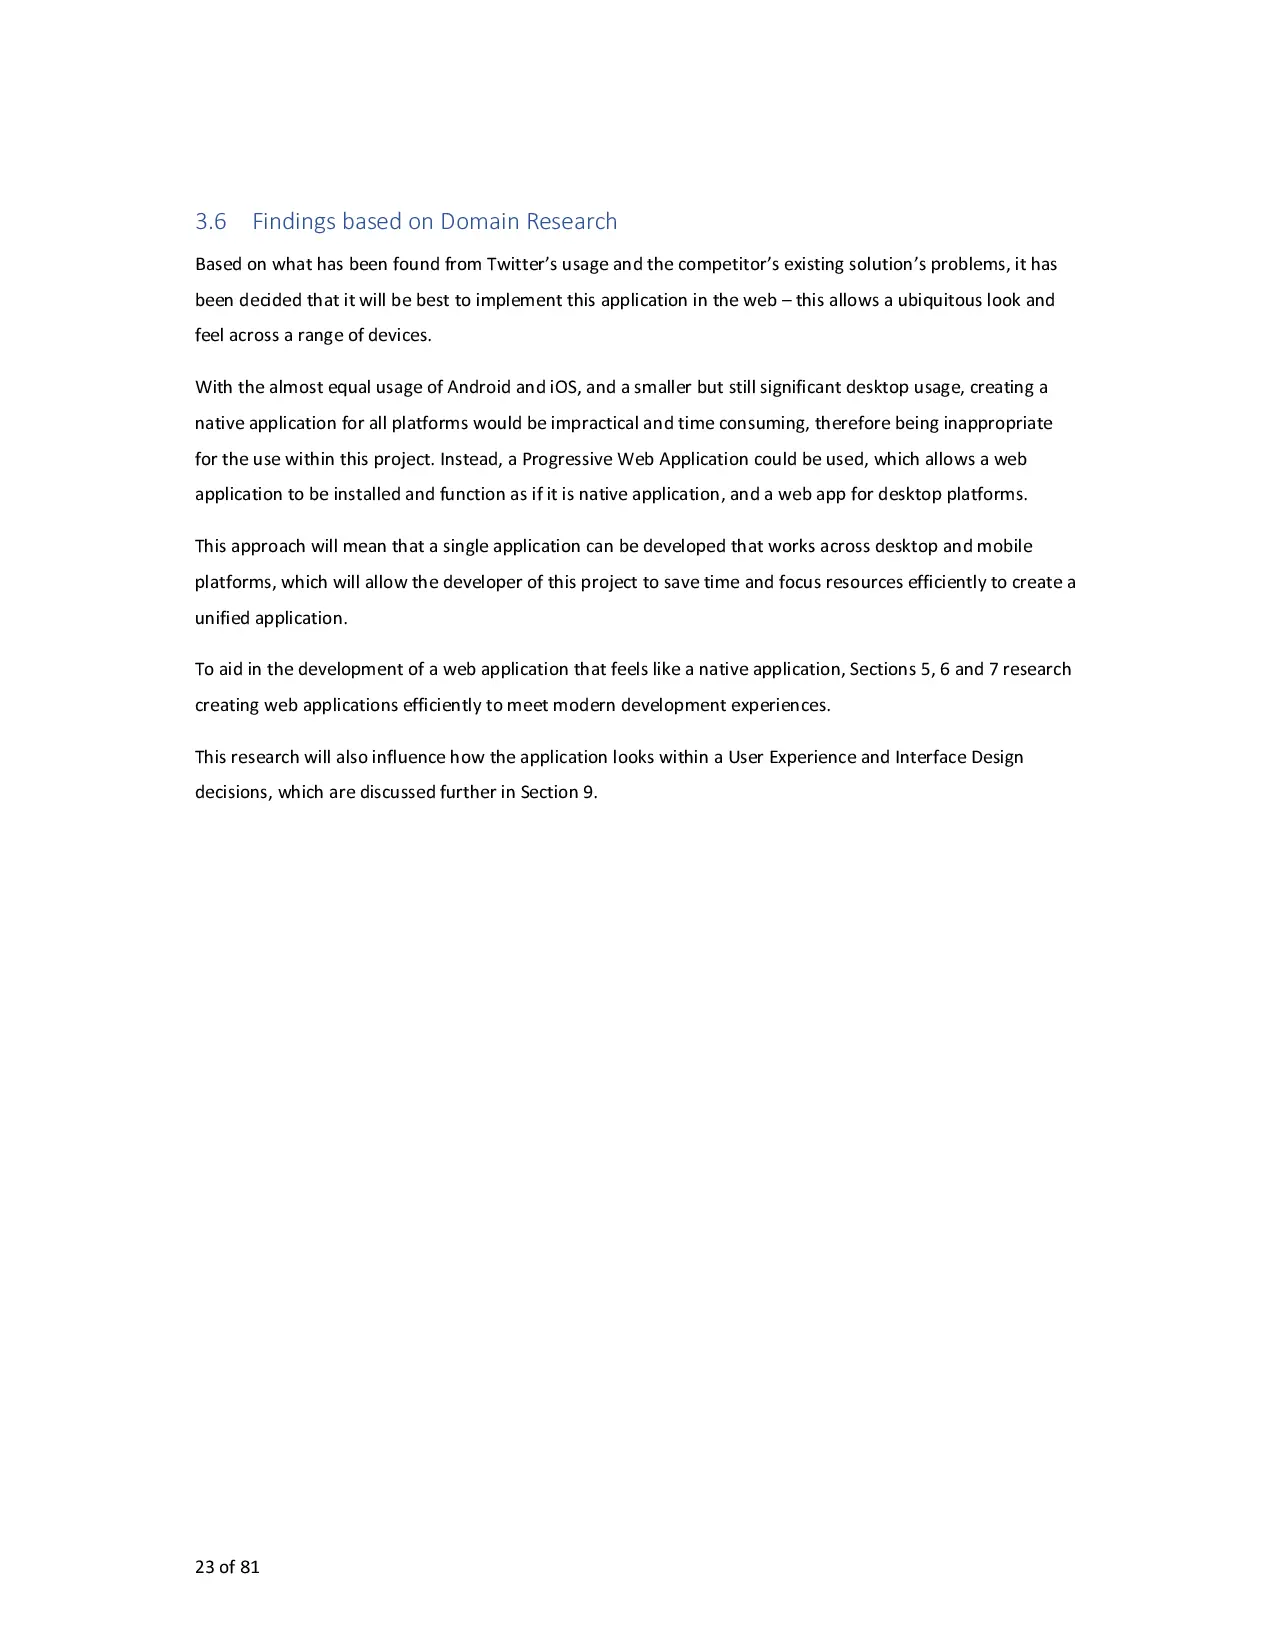 3.6 Findings based on Domain Research
Based on what has been found from Twitter’s usage and the competitor’s existing solution’s problems, it has
been decided that it will be best to implement this application in the web – this allows a ubiquitous look and
feel across a range of devices.
With the almost equal usage of Android and iOS, and a smaller but still significant desktop usage, creating a
native application for all platforms would be impractical and time consuming, therefore being inappropriate
for the use within this project. Instead, a Progressive Web Application could be used, which allows a web
application to be installed and function as if it is native application, and a web app for desktop platforms.
This approach will mean that a single application can be developed that works across desktop and mobile
platforms, which will allow the developer of this project to save time and focus resources efficiently to create a
unified application.
To aid in the development of a web application that feels like a native application, Sections 5, 6 and 7 research
creating web applications efficiently to meet modern development experiences.
This research will also influence how the application looks within a User Experience and Interface Design
decisions, which are discussed further in Section 9.
23 of 81